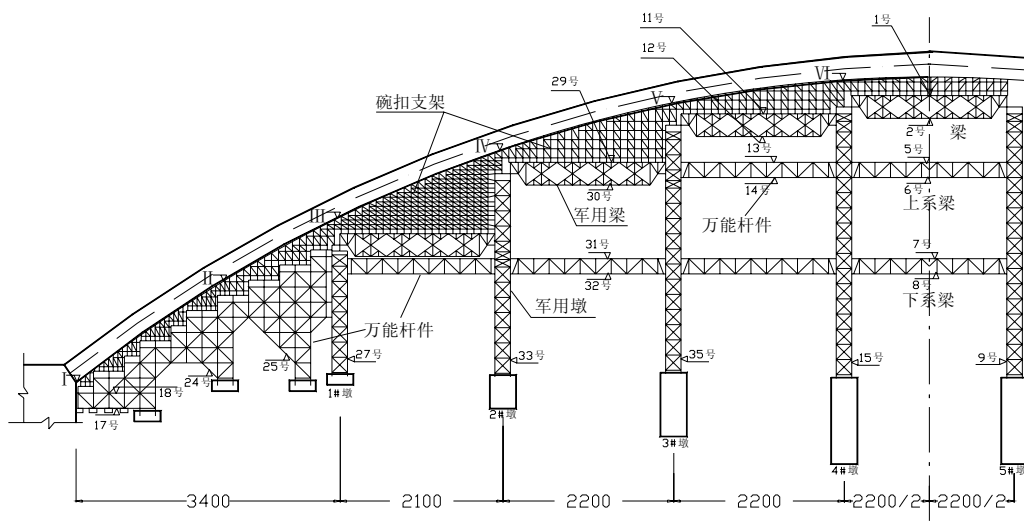 11号
1号
12号
Ⅵ
29号
碗扣支架
Ⅴ
2号
梁
Ⅳ
13号
5号
14号
6号
30号
上系梁
Ⅲ
军用梁
万能杆件
31号
7号
Ⅱ
32号
8号
军用墩
下系梁
万能杆件
25号
27号
33号
35号
15号
9号
Ⅰ
24号
18号
1#墩
17号
2#墩
3#墩
4#墩
5#墩
3400
2100
2200
2200
2200/2
2200/2